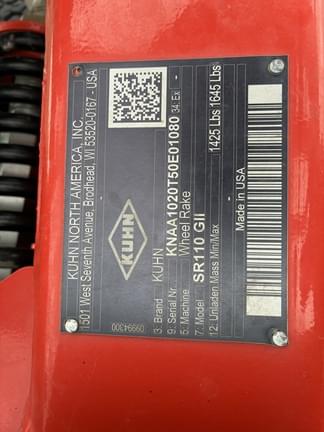 KUHN NORTH AMERICA, INC.
1501 West Seventh Avenue, Brodhead, WI 53520-0167 - USA
KUHN
09994300
3: Brand KUHN
9: Serial Nr. KNAA1020T50E01080 34: Ex -
5: Machine Wheel Rake
7: Model SR110 GII
12: Unladen Mass Min/Max 1425 Lbs 1645 Lbs
Made in USA